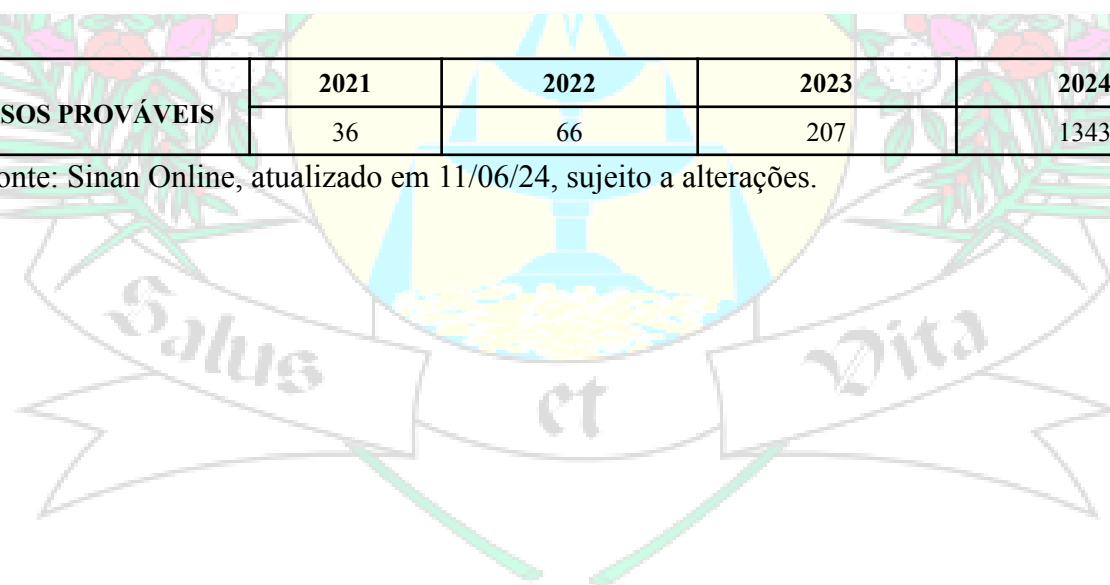 2021 2022 2023 2024
SOS PROVÁVEIS
36 66 207 1343
onte: Sinan Online, atualizado em 11/06/24, sujeito a alterações.
Salus et Vita